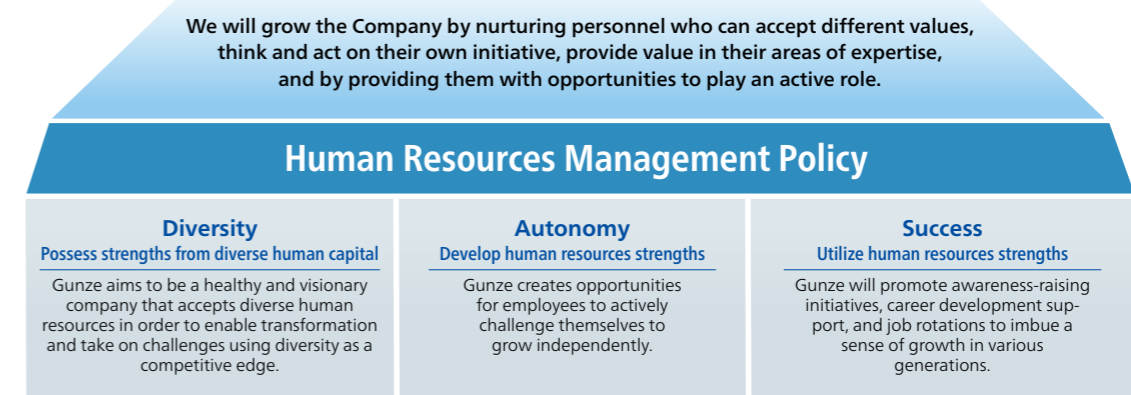 We will grow the Company by nurturing personnel who can accept different values,
think and act on their own initiative, provide value in their areas of expertise,
and by providing them with opportunities to play an active role.
Human Resources Management Policy
Diversity
Possess strengths from diverse human capital
Gunze aims to be a healthy and visionary
company that accepts diverse human
resources in order to enable transformation
and take on challenges using diversity as a
competitive edge.
Autonomy
Develop human resources strengths
Gunze creates opportunities
for employees to actively
challenge themselves to
grow independently.
Success
Utilize human resources strengths
Gunze will promote awareness-raising
initiatives, career development sup-
port, and job rotations to imbue a
sense of growth in various
generations.